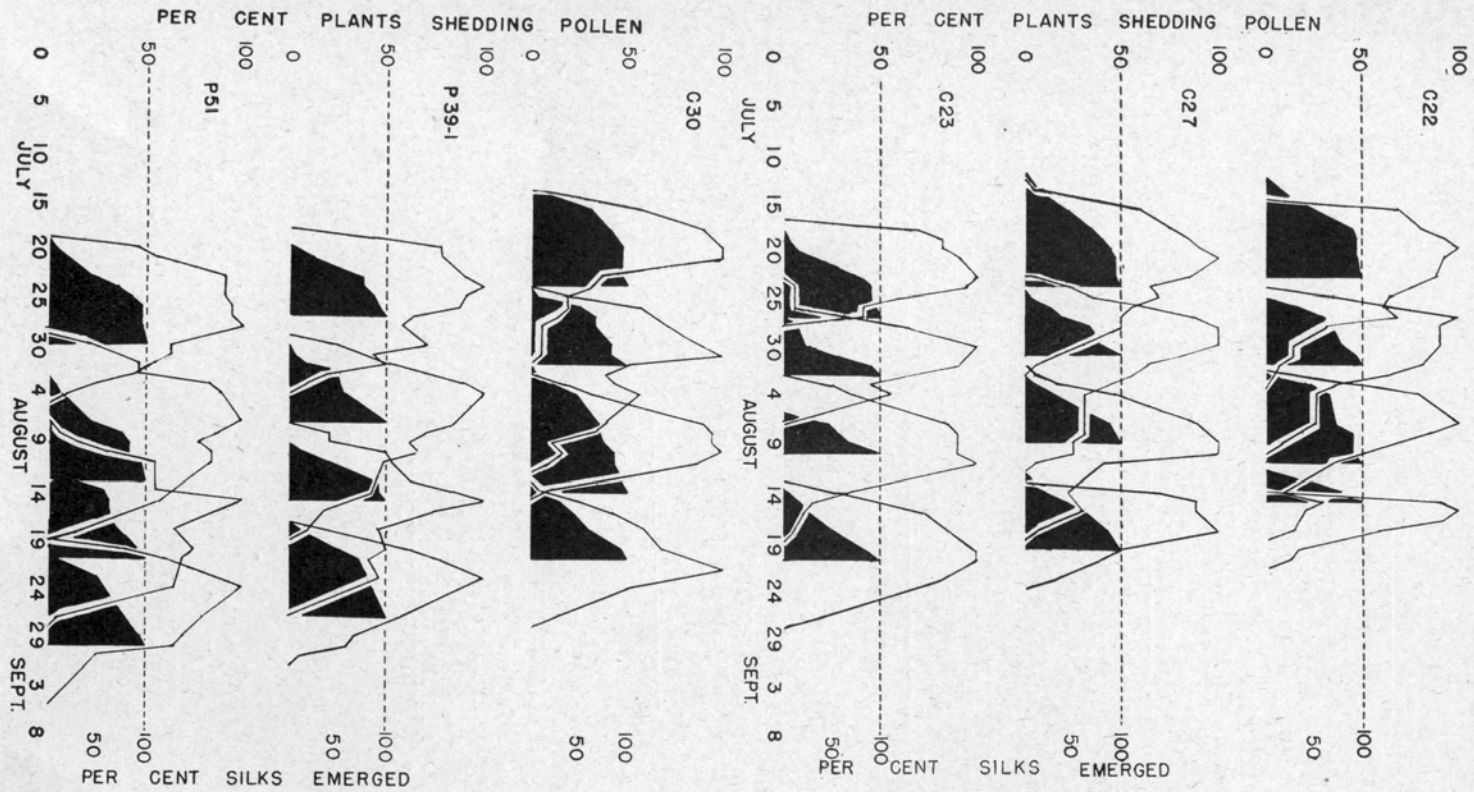 PER CENT PLANTS SHEDDING POLLEN
PER CENT PLANTS SHEDDING POLLEN
0 50 100
0 50 100
0 50 100
0 50 100
0 50 100
0 50 100
P51
P39-1
C30
C23
C27
C22
0 5 10 15 20 25 30 4 9 14 19 24 29 3 8
JULY AUGUST SEPT.
0 5 10 15 20 25 30 4 9 14 19 24 29 3 8
JULY AUGUST SEPT.
50 100
50 100
50 100
50 100
50 100
50 100
PER CENT SILKS EMERGED
PER CENT SILKS EMERGED